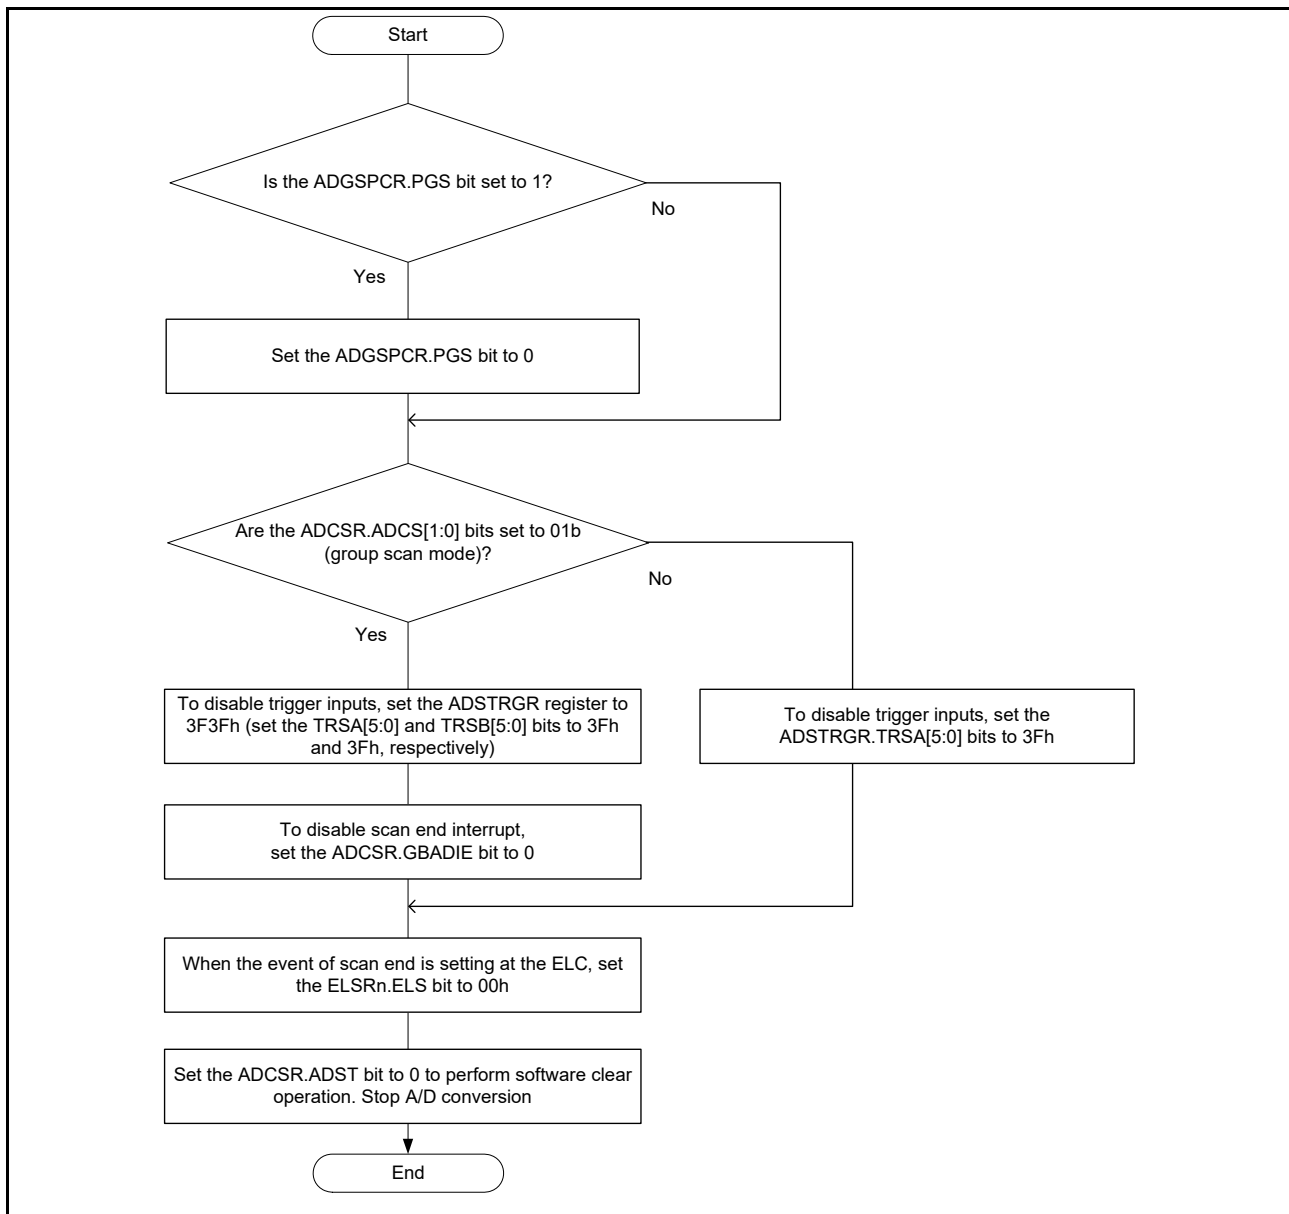 Start
Is the ADGSPCR.PGS bit set to 1?
No
Yes
Set the ADGSPCR.PGS bit to 0
Are the ADCSR.ADCS[1:0] bits set to 01b
(group scan mode)?
No
Yes
To disable trigger inputs, set the ADSTRGR register to
3F3Fh (set the TRSA[5:0] and TRSB[5:0] bits to 3Fh
and 3Fh, respectively)
To disable trigger inputs, set the
ADSTRGR.TRSA[5:0] bits to 3Fh
To disable scan end interrupt,
set the ADCSR.GBADIE bit to 0
When the event of scan end is setting at the ELC, set
the ELSRn.ELS bit to 00h
Set the ADCSR.ADST bit to 0 to perform software clear
operation. Stop A/D conversion
End